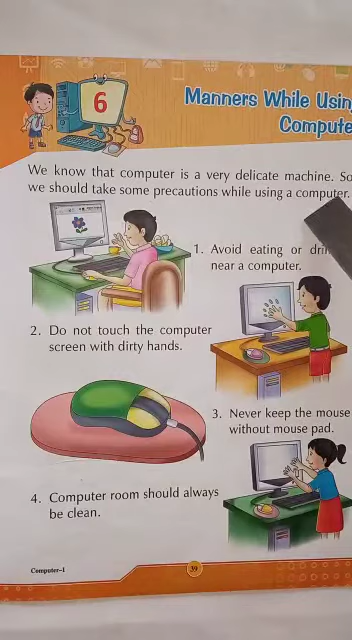 6
Manners While Using
Compute
We know that computer is a very delicate machine. So
we should take some precautions while using a computer.
1. Avoid eating or dri
near a computer.
2. Do not touch the computer
screen with dirty hands.
3. Never keep the mouse
without mouse pad.
4. Computer room should always
be clean.
Computer-1
39